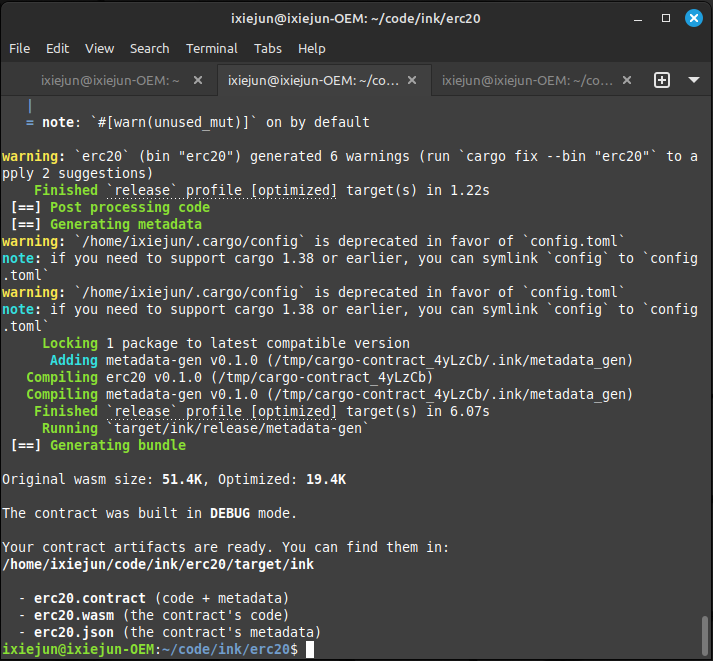 ixiejun@ixiejun-OEM: ~/code/ink/erc20
File Edit View Search Terminal Tabs Help
ixiejun@ixiejun-OEM: ~ × ixiejun@ixiejun-OEM: ~/co... × ixiejun@ixiejun-OEM: ~/co... ×
|
= note: `#[warn(unused_mut)]` on by default
warning: `erc20` (bin "erc20") generated 6 warnings (run `cargo fix --bin "erc20"` to a
pply 2 suggestions)
Finished `release` profile [optimized] target(s) in 1.22s
[==] Post processing code
[==] Generating metadata
warning: `/home/ixiejun/.cargo/config` is deprecated in favor of `config.toml`
note: if you need to support cargo 1.38 or earlier, you can symlink `config` to `config
.toml`
warning: `/home/ixiejun/.cargo/config` is deprecated in favor of `config.toml`
note: if you need to support cargo 1.38 or earlier, you can symlink `config` to `config
.toml`
Locking 1 package to latest compatible version
Adding metadata-gen v0.1.0 (/tmp/cargo-contract_4yLzCb/.ink/metadata_gen)
Compiling erc20 v0.1.0 (/tmp/cargo-contract_4yLzCb)
Compiling metadata-gen v0.1.0 (/tmp/cargo-contract_4yLzCb/.ink/metadata_gen)
Finished `release` profile [optimized] target(s) in 6.07s
Running `target/ink/release/metadata-gen`
[==] Generating bundle
Original wasm size: 51.4K, Optimized: 19.4K
The contract was built in DEBUG mode.
Your contract artifacts are ready. You can find them in:
/home/ixiejun/code/ink/erc20/target/ink
- erc20.contract (code + metadata)
- erc20.wasm (the contract's code)
- erc20.json (the contract's metadata)
ixiejun@ixiejun-OEM:~/code/ink/erc20$